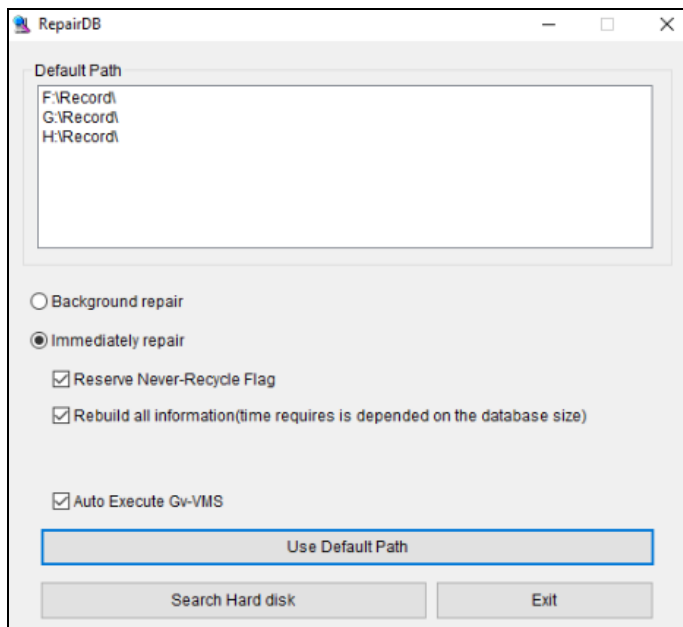 RepairDB
Default Path
F:\Record\
G:\Record\
H:\Record\
Background repair
Immediately repair
Reserve Never-Recycle Flag
Rebuild all information(time requires is depended on the database size)
Auto Execute Gv-VMS
Use Default Path
Search Hard disk Exit